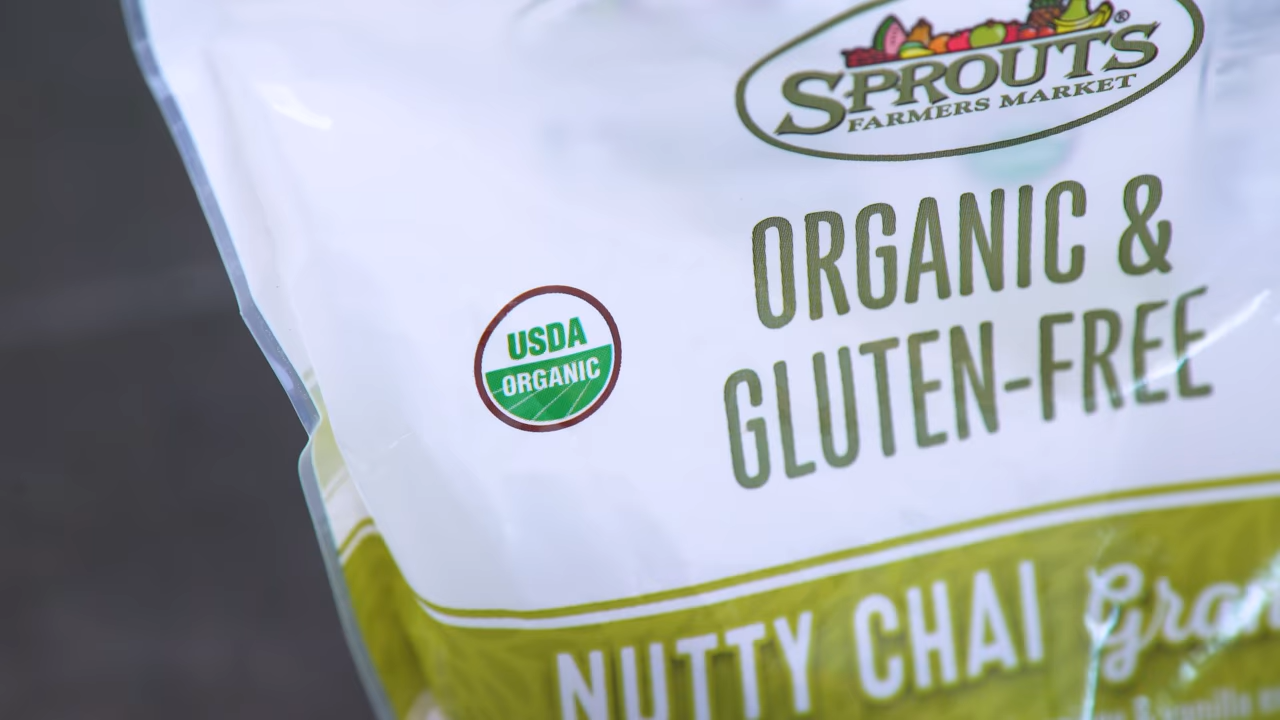 SPROUTS®
FARMERS MARKET
ORGANIC &
GLUTEN-FREE
USDA
ORGANIC
NUTTY CHAI